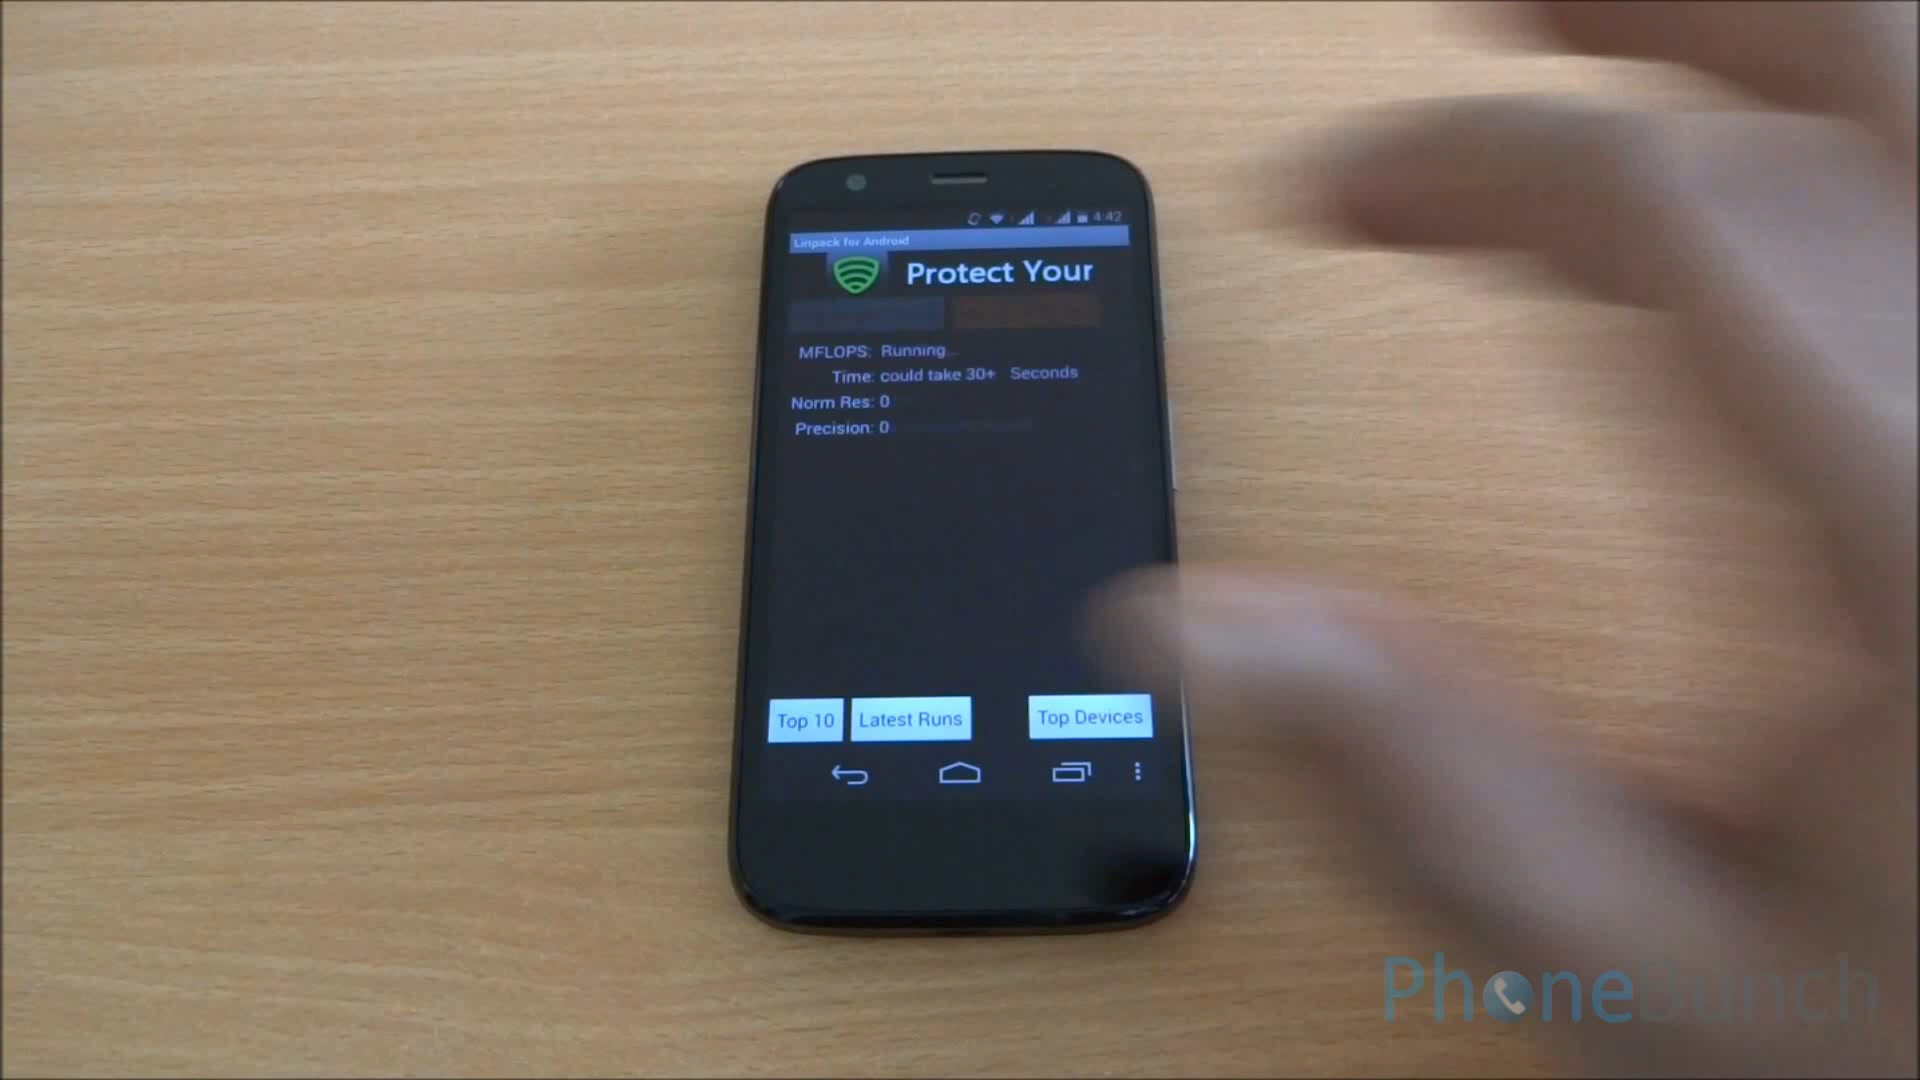 4:42
Linpack for Android
Protect Your
MFLOPS: Running...
Time: could take 30+ Seconds
Norm Res: 0
Precision: 0
Top 10 Latest Runs Top Devices
PhoneBunch